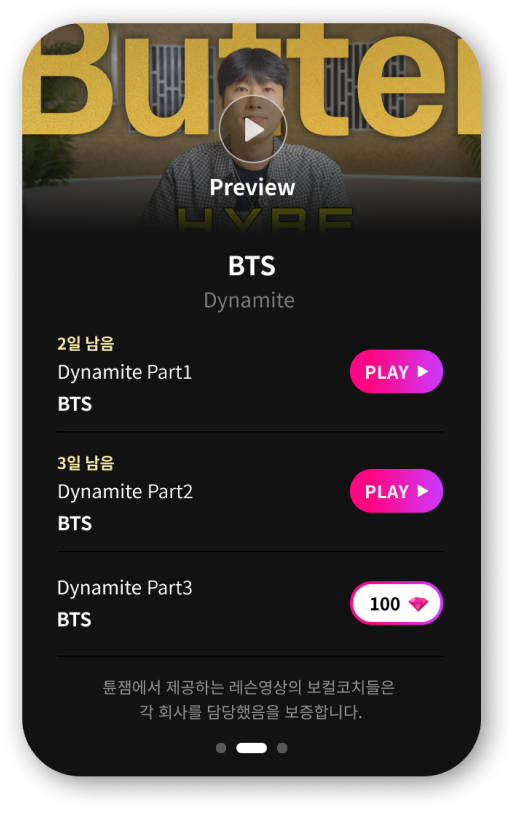 Butter
Preview
HYBE
BTS
Dynamite
2일 남음
Dynamite Part1
PLAY
BTS
3일 남음
Dynamite Part2
PLAY
BTS
Dynamite Part3
100
BTS
튠잼에서 제공하는 레슨영상의 보컬코치들은
각 회사를 담당했음을 보증합니다.